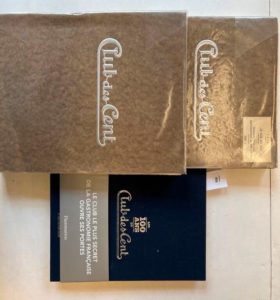 Club des Cent
Club des Cent
100
ANS
Club des Cent
LE CLUB LE PLUS SECRET
DE LA GASTRONOMIE FRANÇAISE
OUVRE SES PORTES
Flammarion